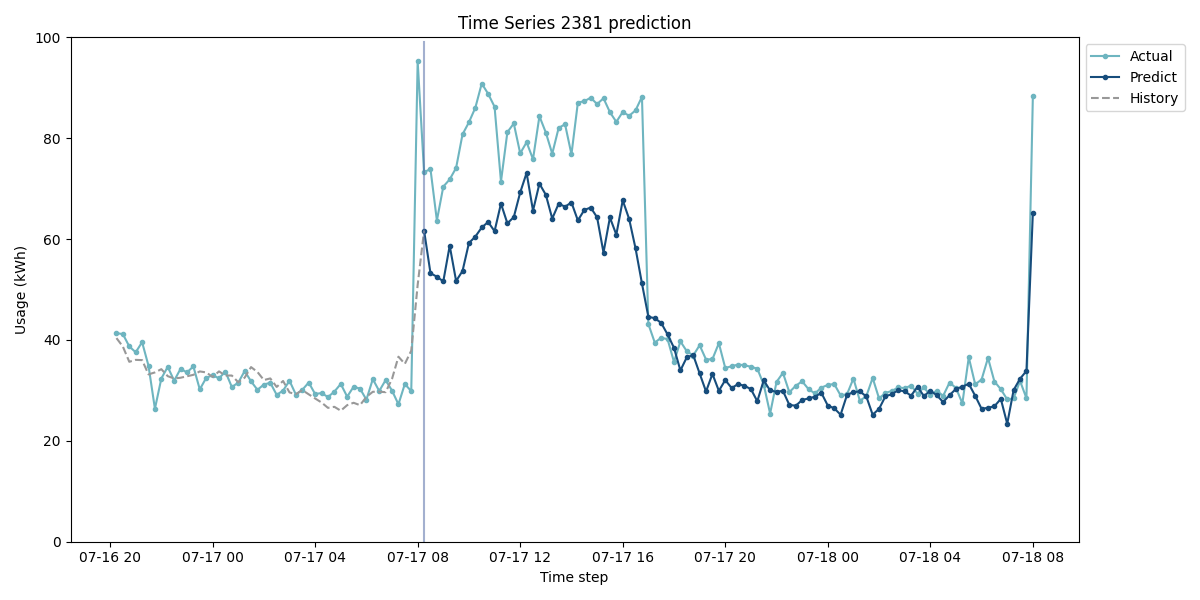 Time Series 2381 prediction
Usage (kWh)
100
80
60
40
20
0
07-16 20
07-17 00
07-17 04
07-17 08
07-17 12
07-17 16
07-17 20
07-18 00
07-18 04
07-18 08
Time step
Actual
Predict
History